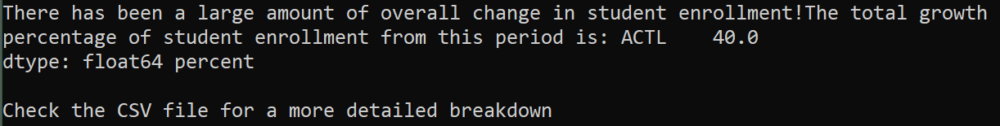 There has been a large amount of overall change in student enrollment!The total growth
percentage of student enrollment from this period is: ACTL    40.0
dtype: float64 percent
Check the CSV file for a more detailed breakdown